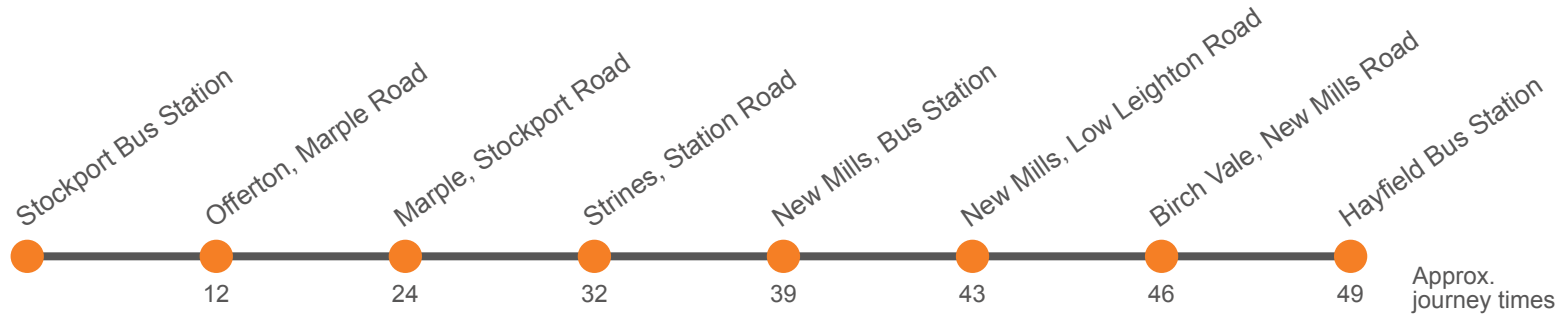 Stockport Bus Station
Offerton, Marple Road
Marple, Stockport Road
Strines, Station Road
New Mills, Bus Station
New Mills, Low Leighton Road
Birch Vale, New Mills Road
Hayfield Bus Station
12
24
32
39
43
46
49
Approx.
journey times